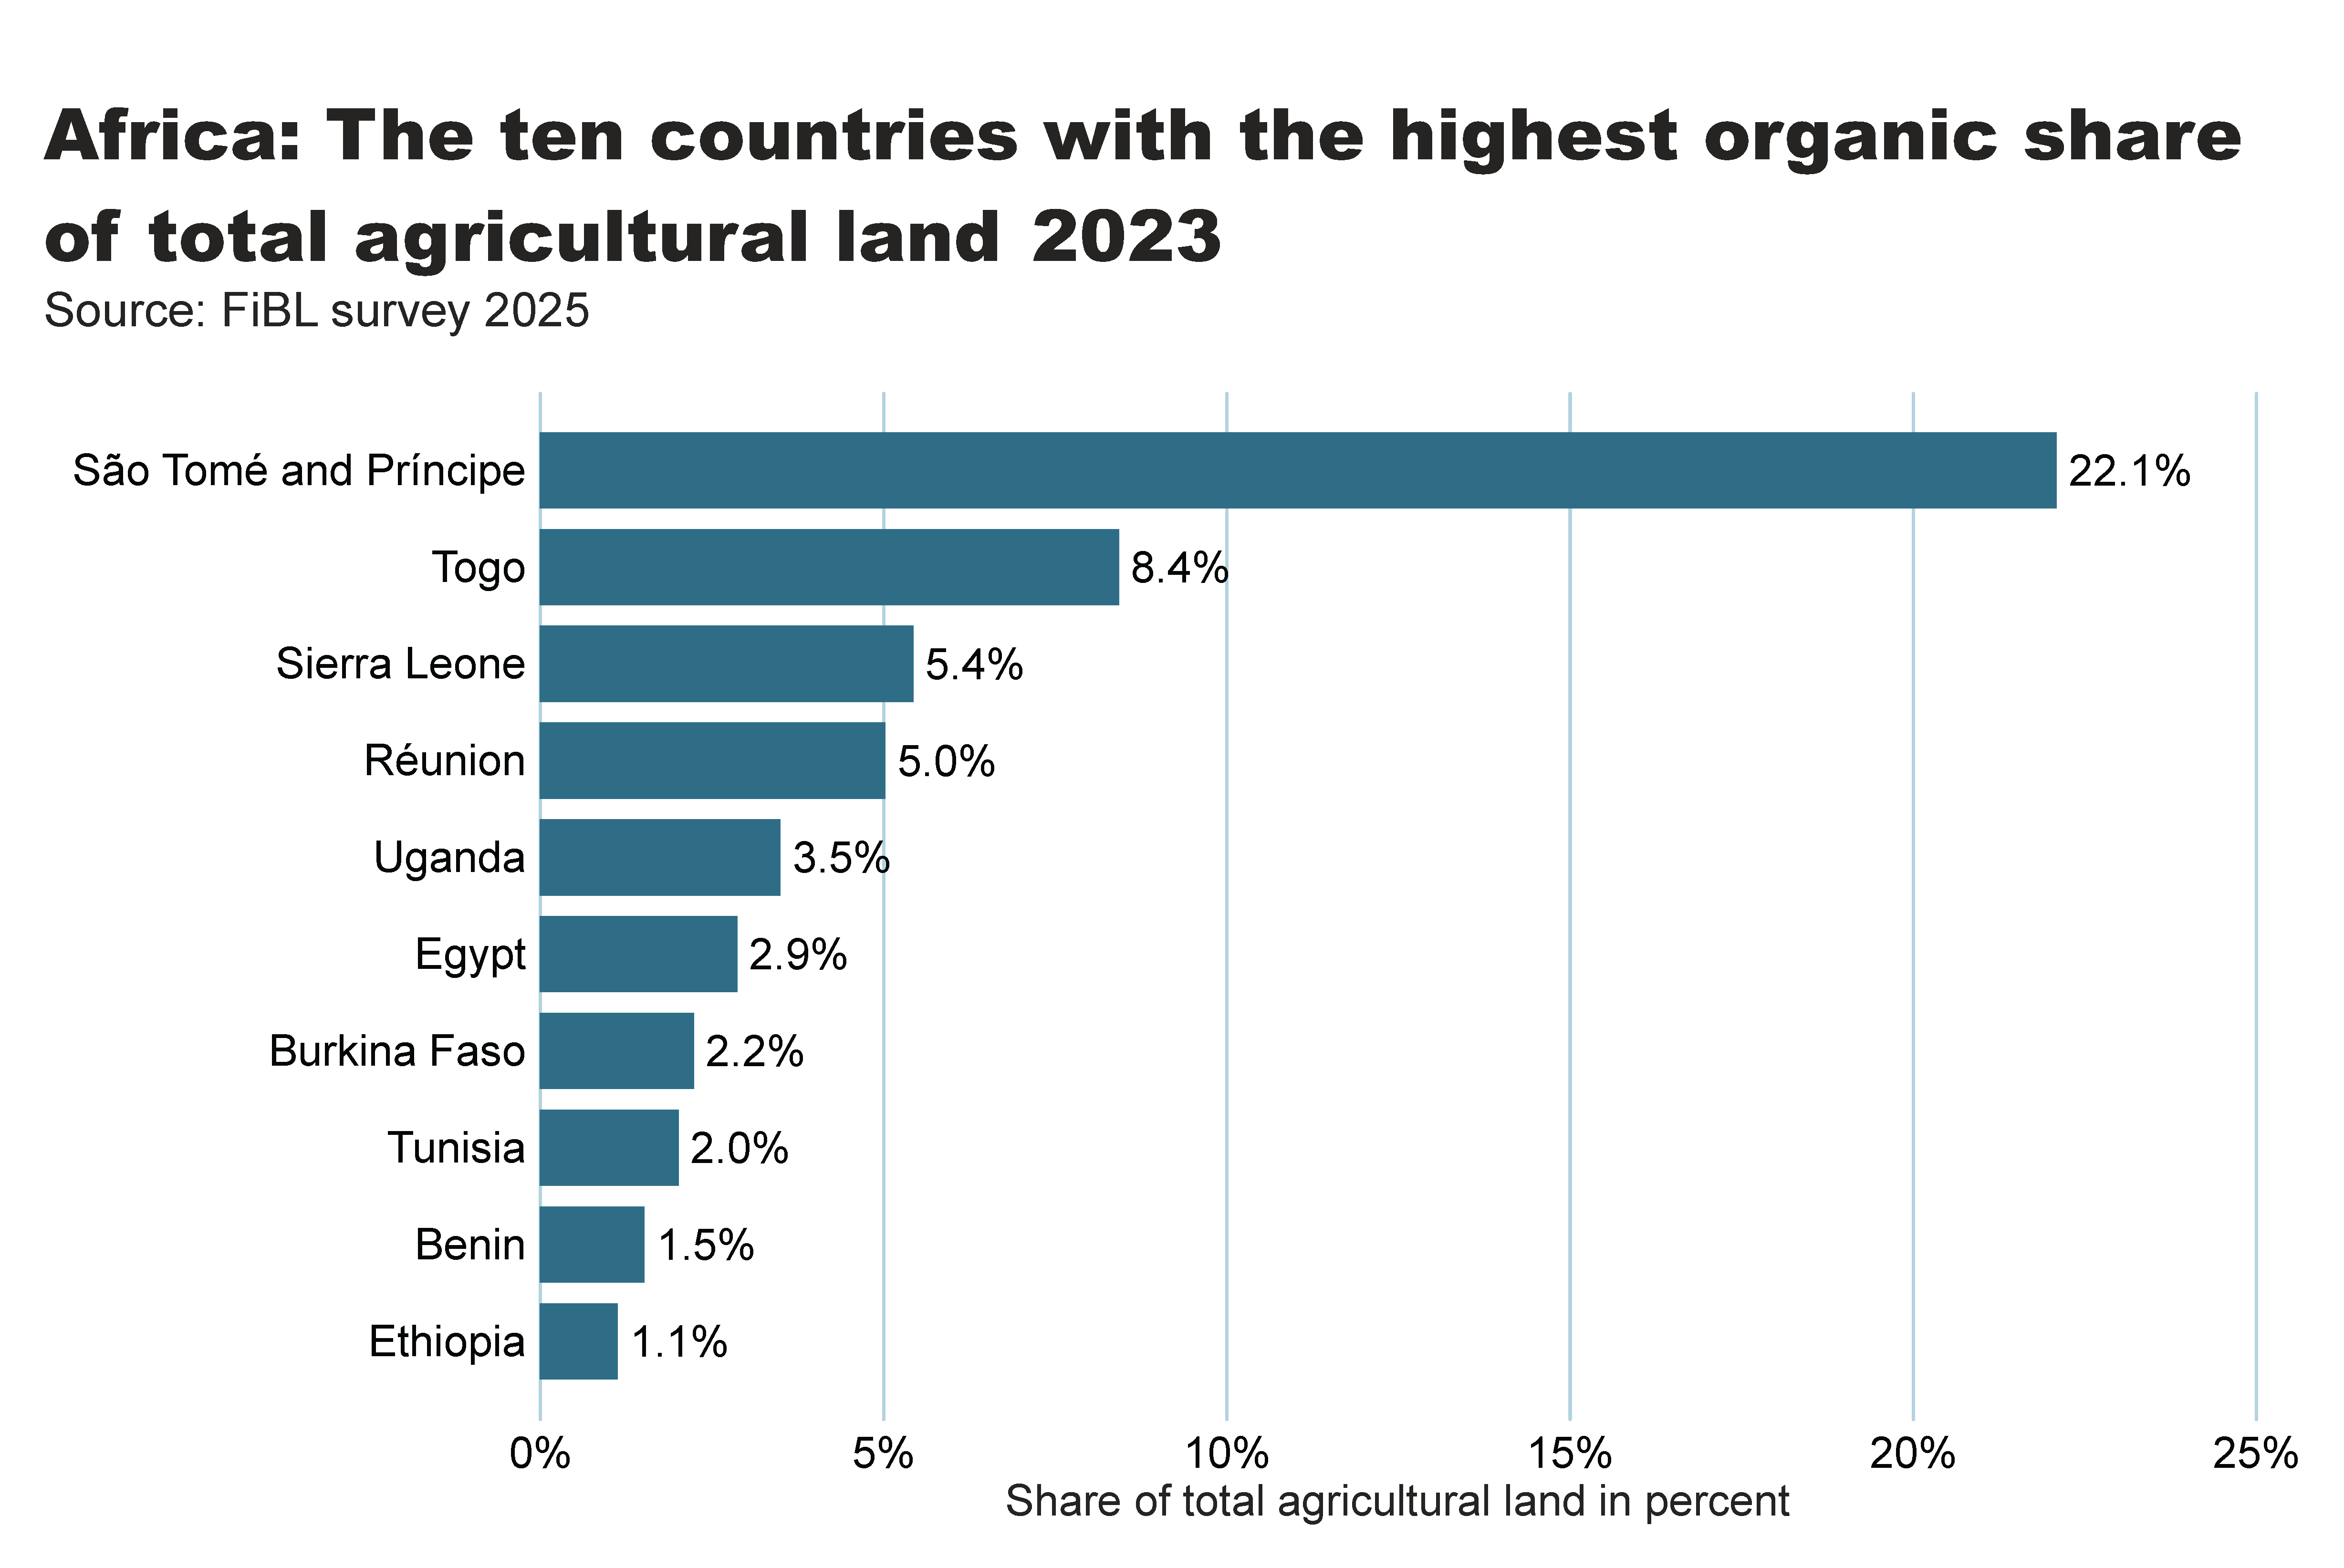 Africa: The ten countries with the highest organic share
of total agricultural land 2023
Source: FiBL survey 2025
São Tomé and Príncipe 22.1%
Togo 8.4%
Sierra Leone 5.4%
Réunion 5.0%
Uganda 3.5%
Egypt 2.9%
Burkina Faso 2.2%
Tunisia 2.0%
Benin 1.5%
Ethiopia 1.1%
0% 5% 10% 15% 20% 25%
Share of total agricultural land in percent